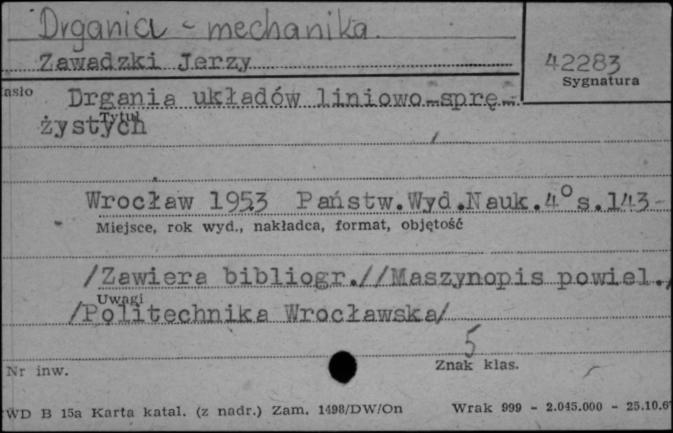 Drgania - mechanika.
Zawadzki Jerzy
42283
Sygnatura
asło
Drgania układów liniowo-sprę-
żystych
Tytuł
Wrocław 1953 Państw.Wyd.Nauk.4° s.143-
Miejsce, rok wyd., nakładca, format, objętość
/Zawiera bibliogr.//Maszynopis powiel./
Uwagi
/Politechnika Wrocławska/
5
Nr inw.
Znak klas.
WD B 15a Karta katal. (z nadr.) Zam. 1498/DW/On Wrak 999 - 2.045.000 - 25.10.6